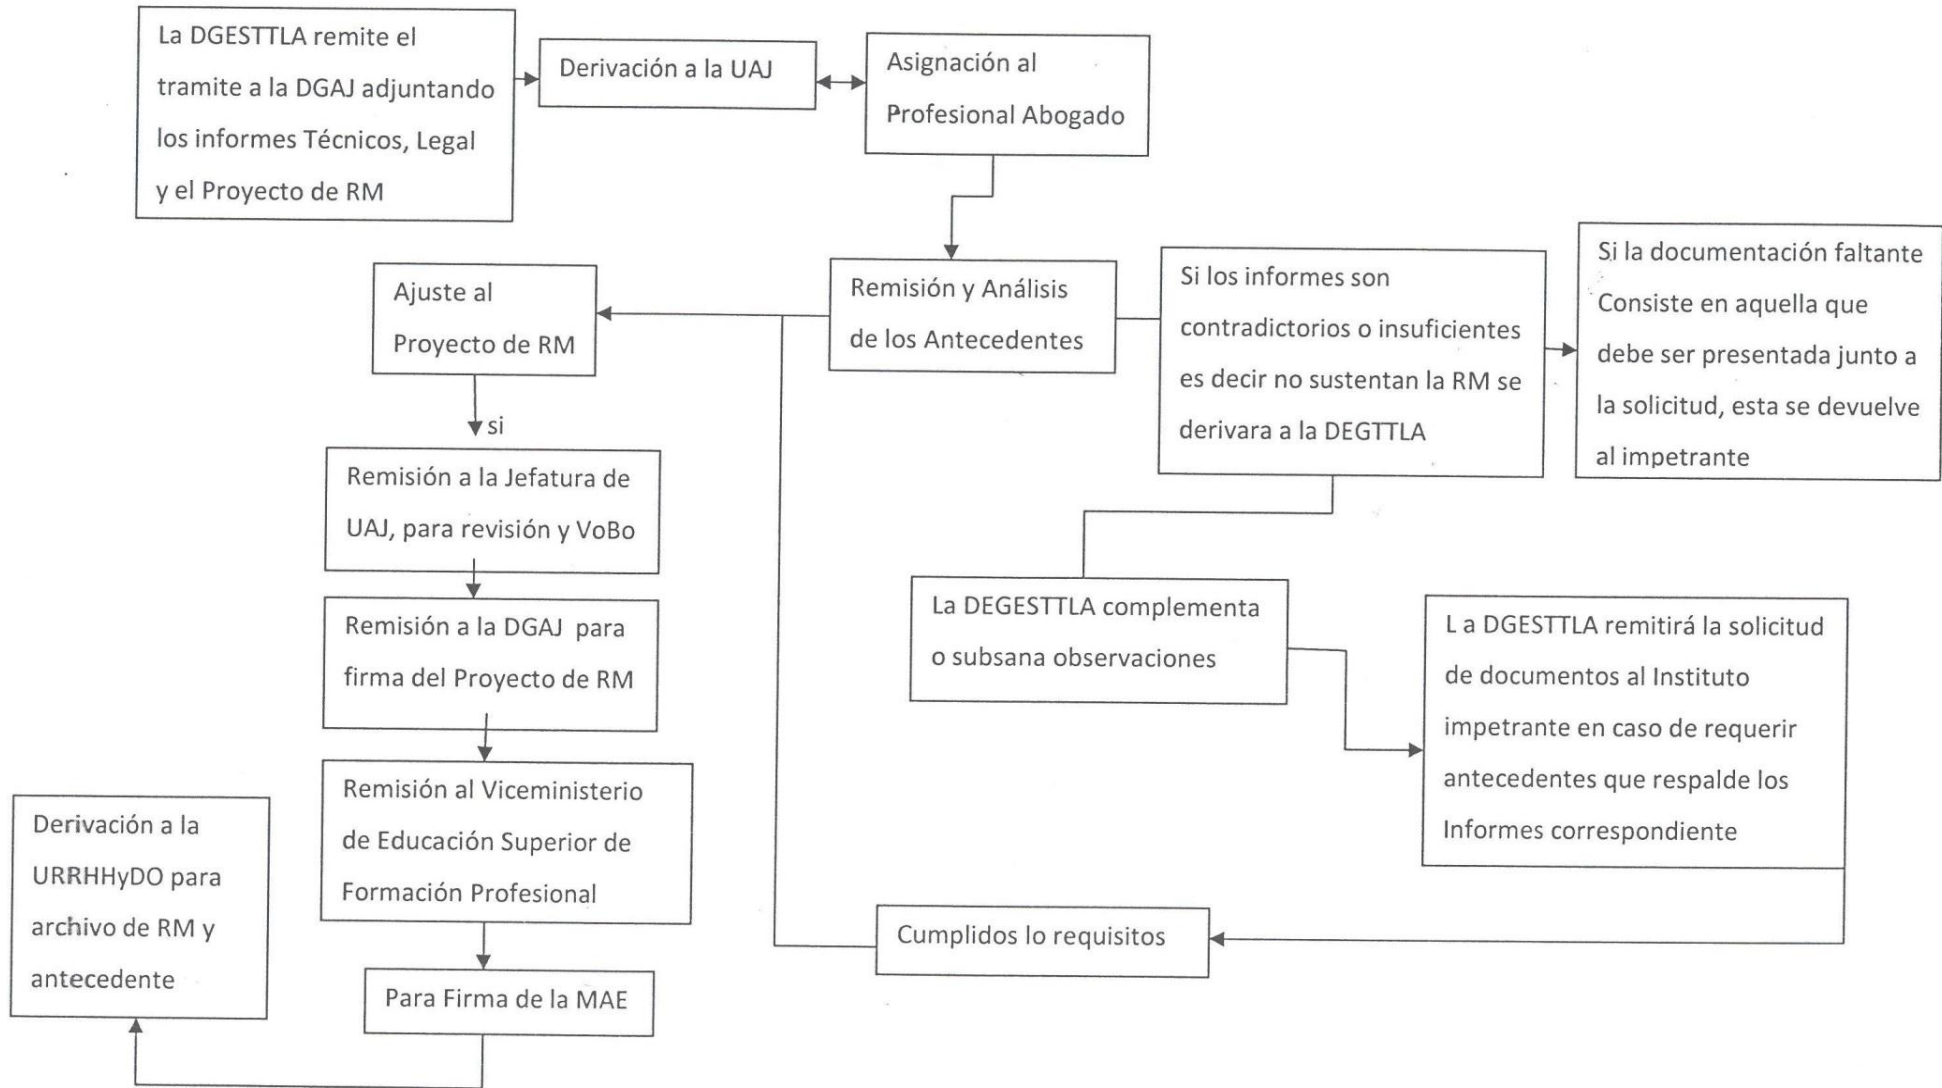 La DGESTTLA remite el
tramite a la DGAJ adjuntando
los informes Técnicos, Legal
y el Proyecto de RM
Derivación a la UAJ
Asignación al
Profesional Abogado
Remisión y Análisis
de los Antecedentes
Si los informes son
contradictorios o insuficientes
es decir no sustentan la RM se
derivara a la DEGTTLA
Si la documentación faltante
Consiste en aquella que
debe ser presentada junto a
la solicitud, esta se devuelve
al impetrante
Ajuste al
Proyecto de RM
si
Remisión a la Jefatura de
UAJ, para revisión y VoBo
Remisión a la DGAJ para
firma del Proyecto de RM
Remisión al Viceministerio
de Educación Superior de
Formación Profesional
Para Firma de la MAE
Derivación a la
URRHHyDO para
archivo de RM y
antecedente
La DEGESTTLA complementa
o subsana observaciones
L a DGESTTLA remitirá la solicitud
de documentos al Instituto
impetrante en caso de requerir
antecedentes que respalde los
Informes correspondiente
Cumplidos lo requisitos